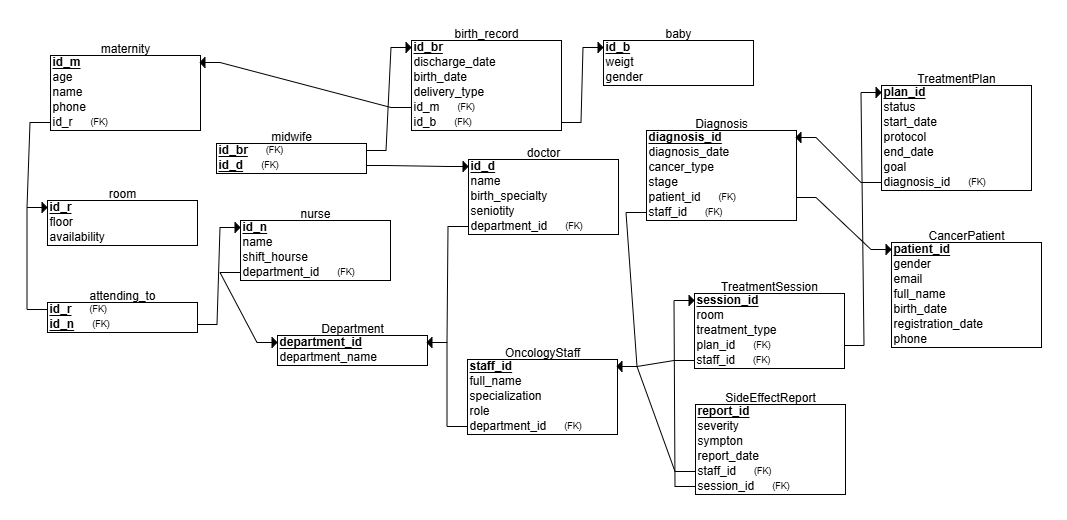 maternity
id_m
age
name
phone
id_r (FK)
birth_record
id_br
discharge_date
birth_date
delivery_type
id_m (FK)
id_b (FK)
baby
id_b
weigt
gender
TreatmentPlan
plan_id
status
start_date
protocol
end_date
goal
diagnosis_id (FK)
midwife
id_br (FK)
id_d (FK)
doctor
id_d
name
birth_specialty
seniotity
department_id (FK)
Diagnosis
diagnosis_id
diagnosis_date
cancer_type
stage
patient_id (FK)
staff_id (FK)
room
id_r
floor
availability
nurse
id_n
name
shift_hourse
department_id (FK)
CancerPatient
patient_id
gender
email
full_name
birth_date
registration_date
phone
attending_to
id_r (FK)
id_n (FK)
Department
department_id
department_name
OncologyStaff
staff_id
full_name
specialization
role
department_id (FK)
TreatmentSession
session_id
room
treatment_type
plan_id (FK)
staff_id (FK)
SideEffectReport
report_id
severity
sympton
report_date
staff_id (FK)
session_id (FK)